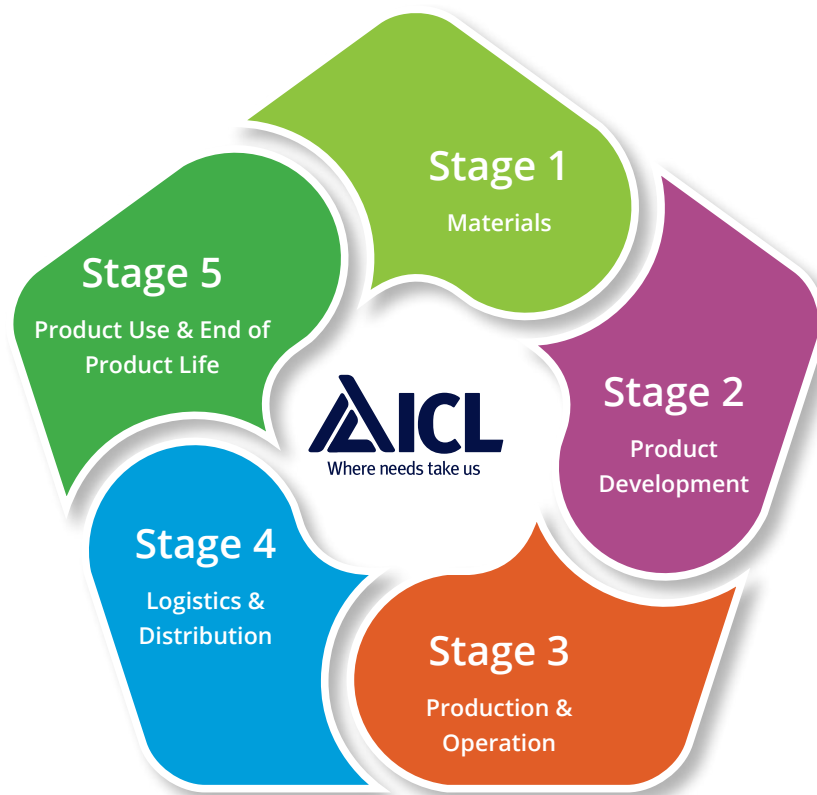 Stage 1
Materials
Stage 2
Product
Development
Stage 3
Production &
Operation
Stage 4
Logistics &
Distribution
Stage 5
Product Use & End of
Product Life
ICL
Where needs take us